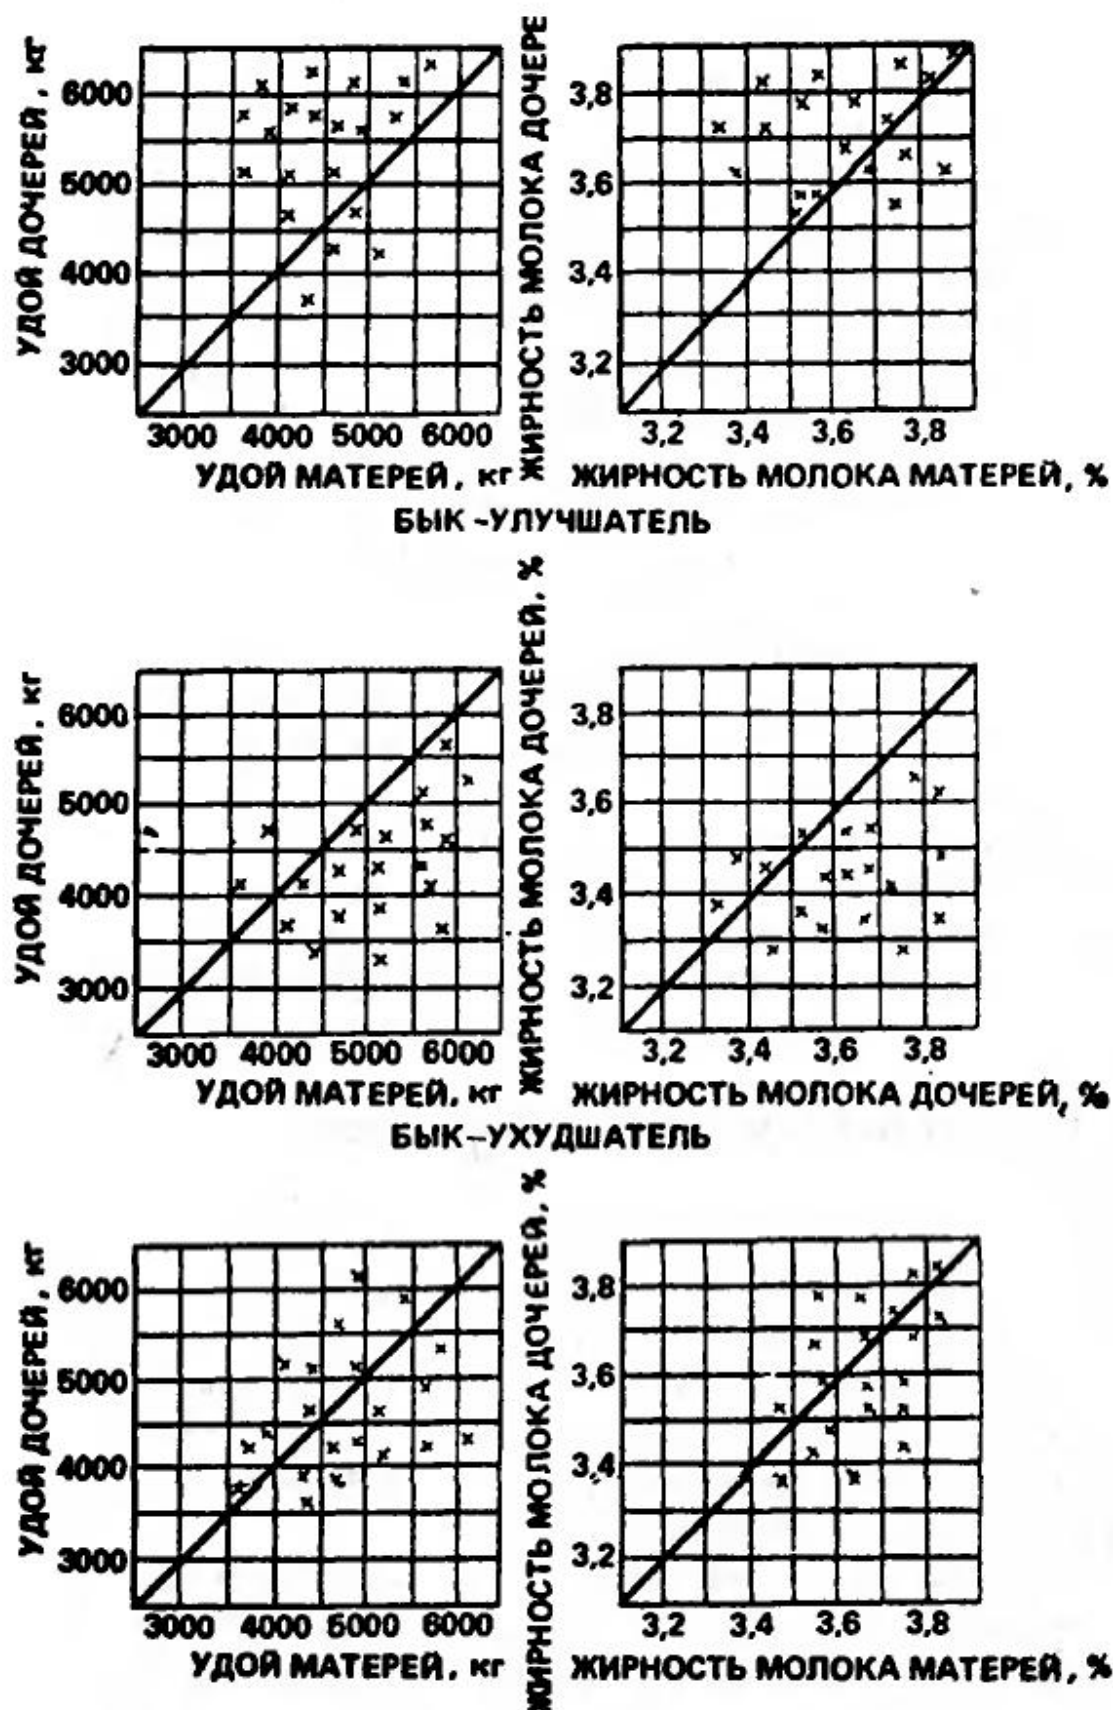 УДОЙ ДОЧЕРЕЙ, кг
6000
5000
4000
3000
3000 4000 5000 6000
УДОЙ МАТЕРЕЙ, кг
ЖИРНОСТЬ МОЛОКА ДОЧЕРЕ
3,8
3,6
3,4
3,2
3,2 3,4 3,6 3,8
ЖИРНОСТЬ МОЛОКА МАТЕРЕЙ, %
БЫК-УЛУЧШАТЕЛЬ
УДОЙ ДОЧЕРЕЙ, кг
6000
5000
4000
3000
3000 4000 5000 6000
УДОЙ МАТЕРЕЙ, кг
ЖИРНОСТЬ МОЛОКА ДОЧЕРЕЙ, %
3,8
3,6
3,4
3,2
3,2 3,4 3,6 3,8
ЖИРНОСТЬ МОЛОКА ДОЧЕРЕЙ, %
БЫК-УХУДШАТЕЛЬ
УДОЙ ДОЧЕРЕЙ, кг
6000
5000
4000
3000
3000 4000 5000 6000
УДОЙ МАТЕРЕЙ, кг
ЖИРНОСТЬ МОЛОКА ДОЧЕРЕЙ, %
3,8
3,6
3,4
3,2
3,2 3,4 3,6 3,8
ЖИРНОСТЬ МОЛОКА МАТЕРЕЙ, %